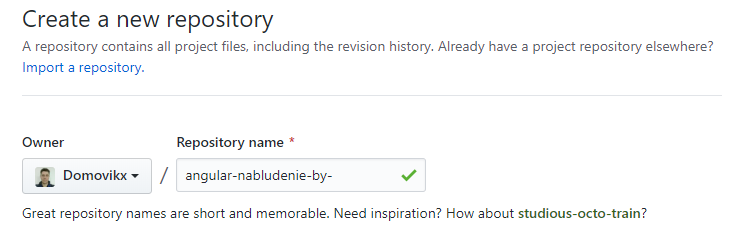 Create a new repository
A repository contains all project files, including the revision history. Already have a project repository elsewhere?
Import a repository.
Owner
Repository name *
Domovikx
/
angular-nabludenie-by-
Great repository names are short and memorable. Need inspiration? How about studious-octo-train?